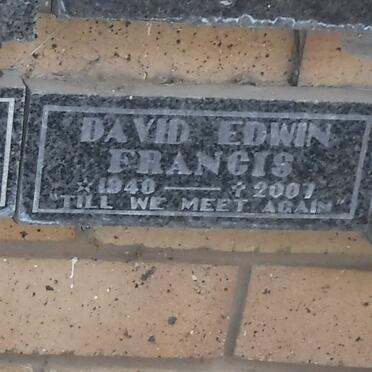 DAVID EDWIN
FRANCIS
☆1940 — ✝2007
"TILL WE MEET AGAIN"